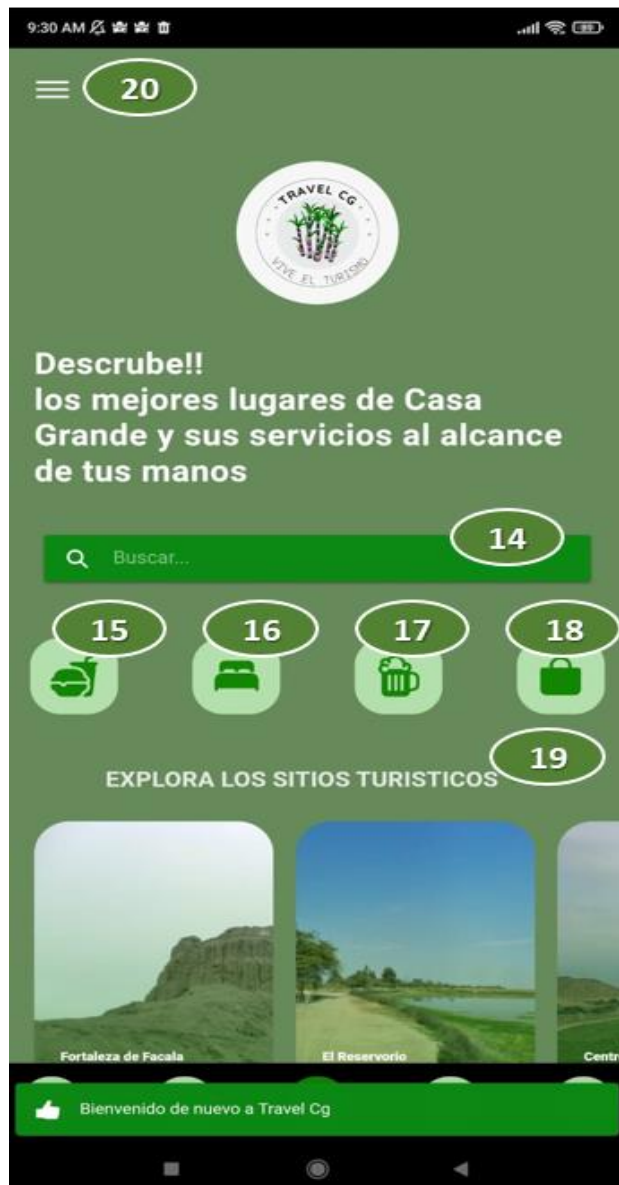 9:30 AM
20
TRAVEL CG
VIVE EL TURISMO
Descrube!!
los mejores lugares de Casa
Grande y sus servicios al alcance
de tus manos
14
Buscar...
15
16
17
18
19
EXPLORA LOS SITIOS TURISTICOS
Fortaleza de Facala
El Reservorio
Centr
Bienvenido de nuevo a Travel Cg